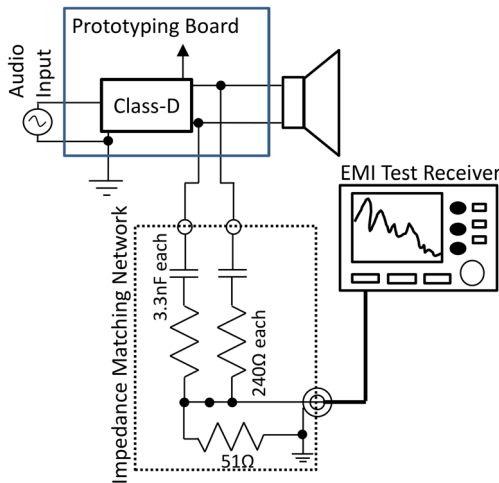 Prototyping Board
Audio
Input
Class-D
EMI Test Receiver
Impedance Matching Network
3.3nF each
240Ω each
51Ω